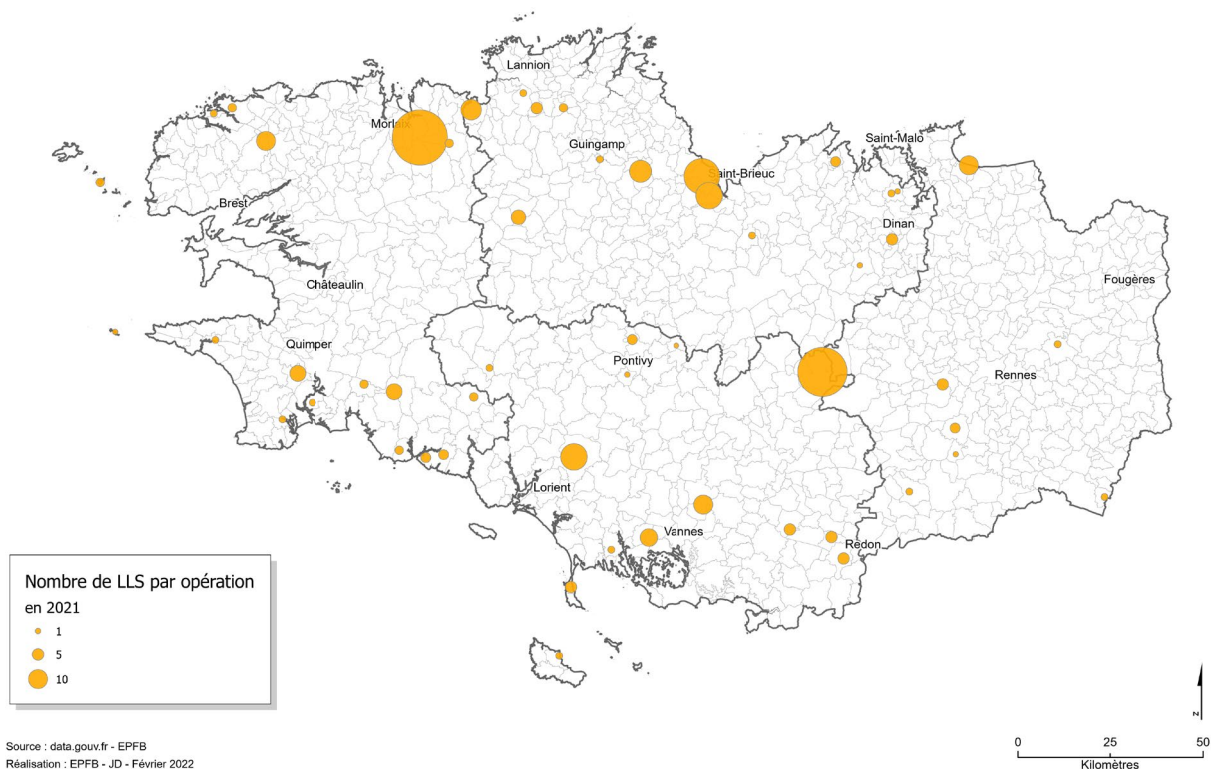 Lannion
Saint-Malo
Morlaix
Guingamp
Saint-Brieuc
Brest
Dinan
Fougères
Châteaulin
Quimper
Pontivy
Rennes
Lorient
Vannes
Redon
Nombre de LLS par opération
en 2021
1
5
10
Source : data.gouv.fr - EPFB
Réalisation : EPFB - JD - Février 2022
N
0 25 50
Kilomètres